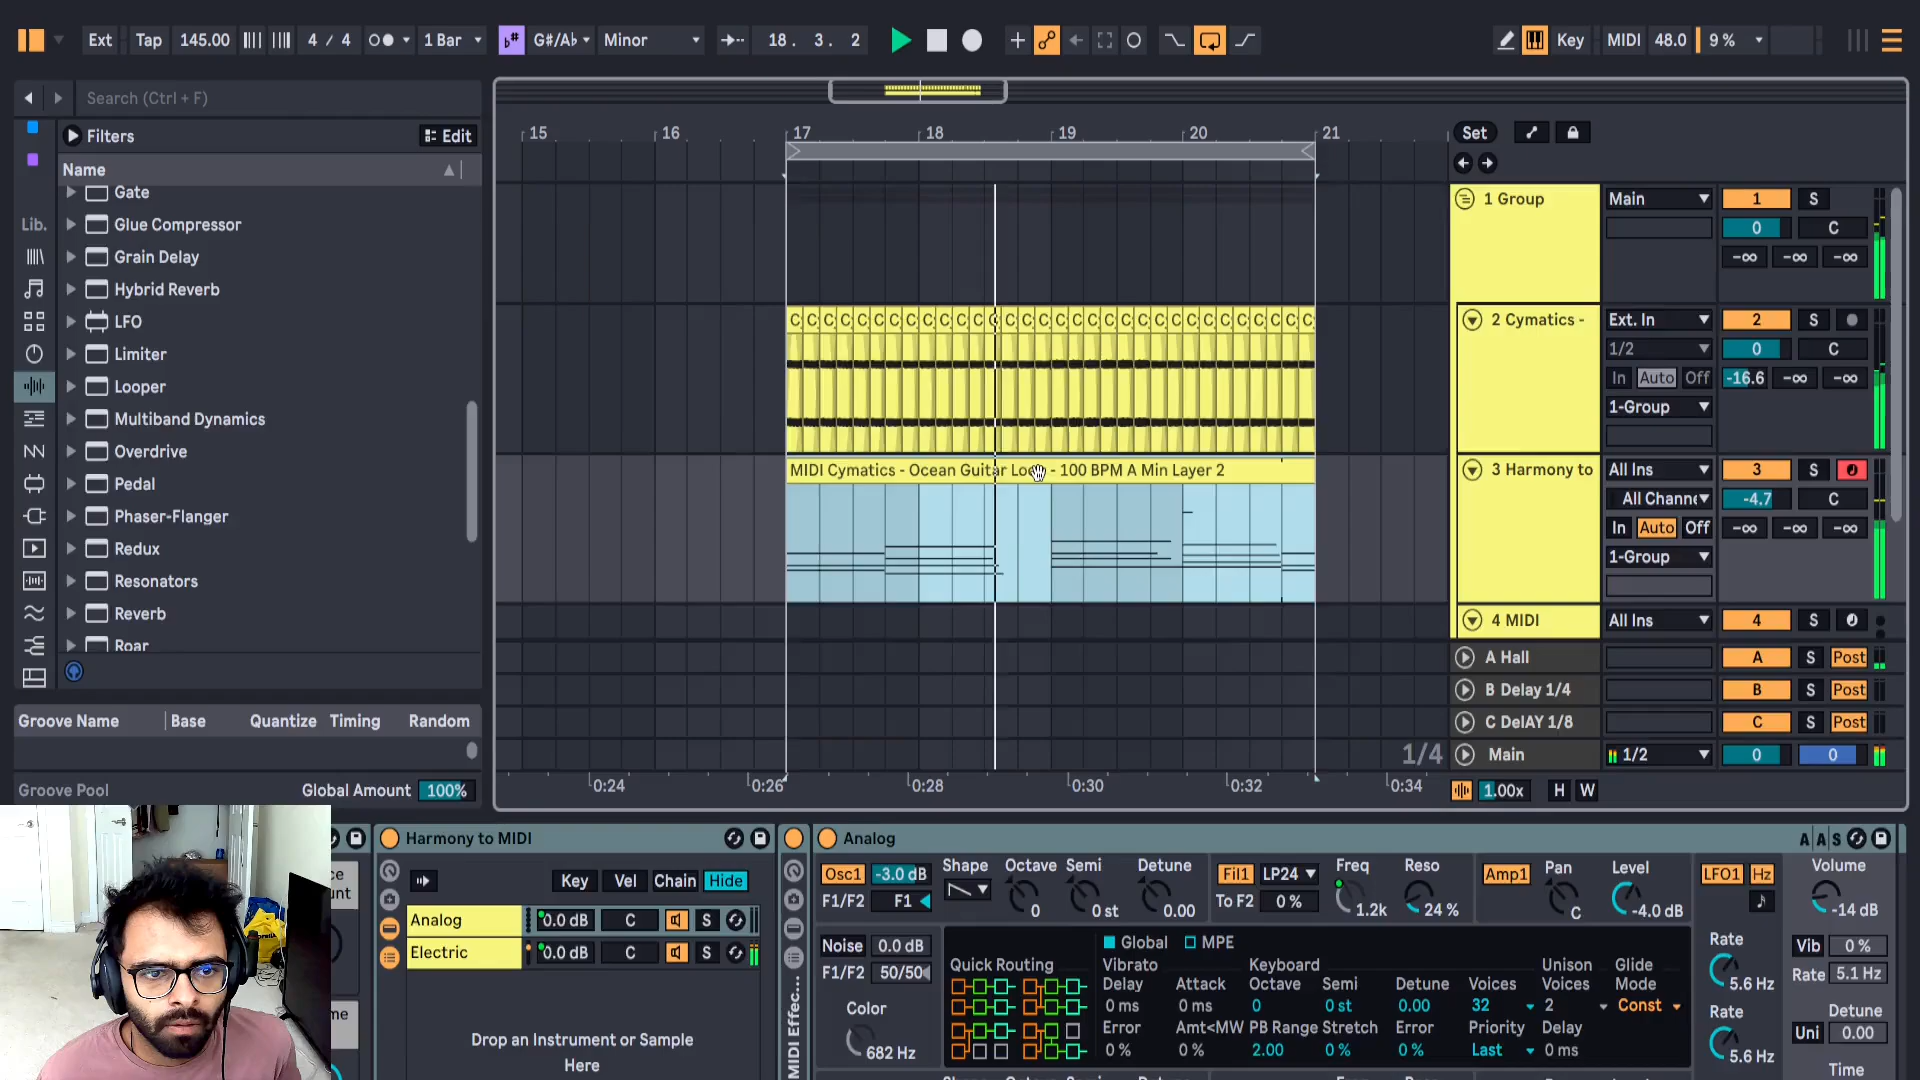 Ext Tap 145.00 4 / 4 1 Bar G#/Ab Minor 18. 3. 2 Key MIDI 48.0 9 %
Search (Ctrl + F)
Filters Edit
Name
Lib.
Gate
Glue Compressor
Grain Delay
Hybrid Reverb
LFO
Limiter
Looper
Multiband Dynamics
Overdrive
Pedal
Phaser-Flanger
Redux
Resonators
Reverb
Roar
Groove Name Base Quantize Timing Random
Groove Pool Global Amount 100%
15 16 17 18 19 20 21
C C C C C C C C C C C C C C C C C C C C C C C C C C C C C C C C
MIDI Cymatics - Ocean Guitar Loop - 100 BPM A Min Layer 2
1/4
0:24 0:26 0:28 0:30 0:32 0:34
Set
1 Group Main 1 S
0 C
-∞ -∞ -∞
2 Cymatics - Ext. In 2 S
1/2 0 C
In Auto Off -16.6 -∞ -∞
1-Group
3 Harmony to All Ins 3 S
All Channe -4.7 C
In Auto Off -∞ -∞ -∞
1-Group
4 MIDI All Ins 4 S
A Hall A S Post
B Delay 1/4 B S Post
C DelAY 1/8 C S Post
Main 1/2 0 0
1.00x H W
Harmony to MIDI
Key Vel Chain Hide
Analog 0.0 dB C S
Electric 0.0 dB C S
Drop an Instrument or Sample
Here
MIDI Effec...
Analog A A S
Osc1 -3.0 dB Shape Octave Semi Detune Fil1 LP24 Freq Reso Amp1 Pan Level LFO1 Hz Volume
F1/F2 F1 0 0 st 0.00 To F2 0 % 1.2k 24 % C -4.0 dB -14 dB
Noise 0.0 dB
F1/F2 50/50
Color
682 Hz
Quick Routing
Global MPE
Vibrato Keyboard Unison Glide
Delay Attack Octave Semi Detune Voices Voices Mode
0 ms 0 ms 0 0 st 0.00 32 2 Const
Error Amt<MW PB Range Stretch Error Priority Delay
0 % 0 % 2.00 0 % 0 % Last 0 ms
Rate
5.6 Hz
Rate
5.6 Hz
Vib 0 %
Rate 5.1 Hz
Detune
Uni 0.00
Time